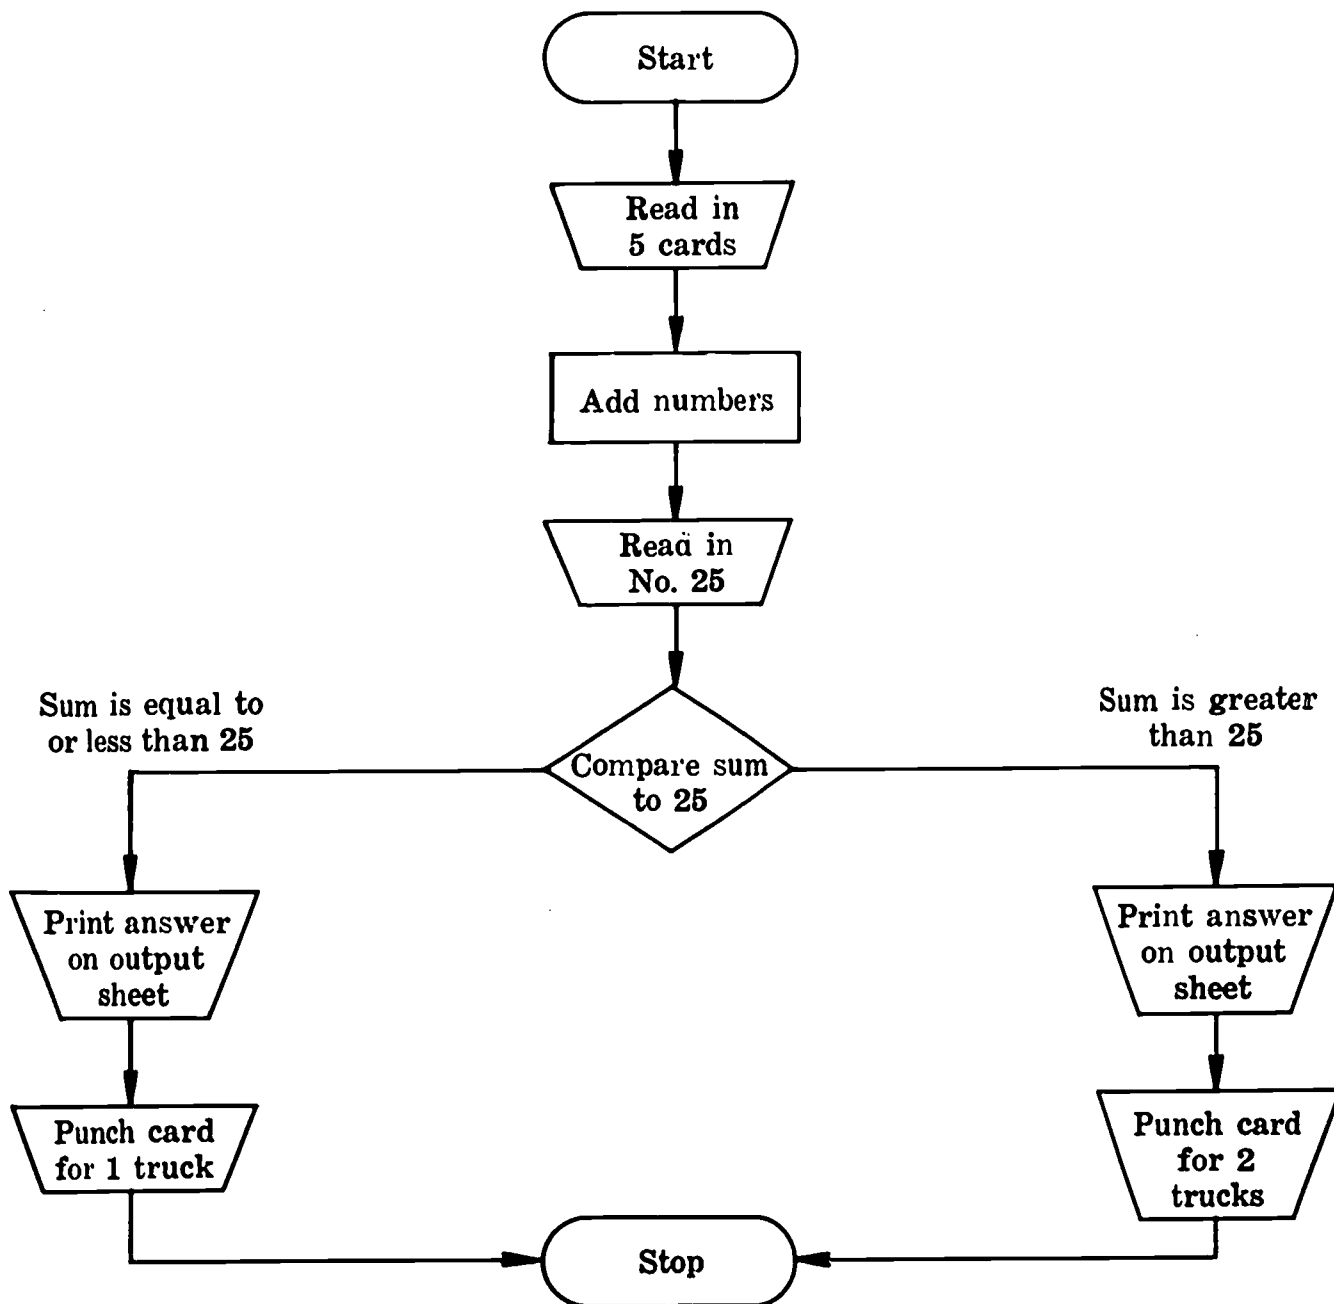 Start
Read in
5 cards
Add numbers
Read in
No. 25
Compare sum
to 25
Sum is equal to
or less than 25
Print answer
on output
sheet
Punch card
for 1 truck
Sum is greater
than 25
Print answer
on output
sheet
Punch card
for 2
trucks
Stop